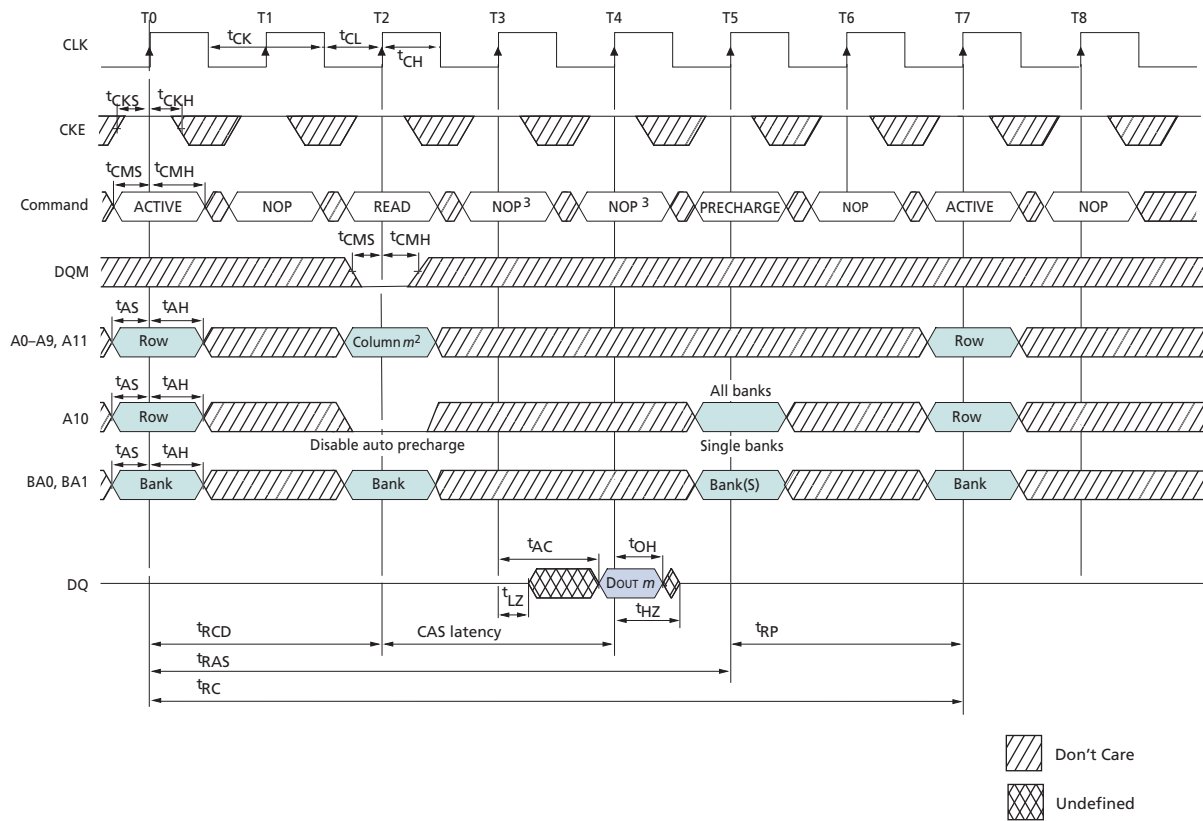 T0 T1 T2 T3 T4 T5 T6 T7 T8
CLK
tCK tCL
tCH
tCKS tCKH
CKE
tCMS tCMH
Command ACTIVE NOP READ NOP3 NOP3 PRECHARGE NOP ACTIVE NOP
tCMS tCMH
DQM
tAS tAH
A0–A9, A11 Row Column m2 Row
tAS tAH All banks
A10 Row Row
Disable auto precharge Single banks
tAS tAH
BA0, BA1 Bank Bank Bank(S) Bank
tAC tOH
DQ DOUT m
tLZ tHZ
tRCD CAS latency tRP
tRAS
tRC
Don't Care
Undefined